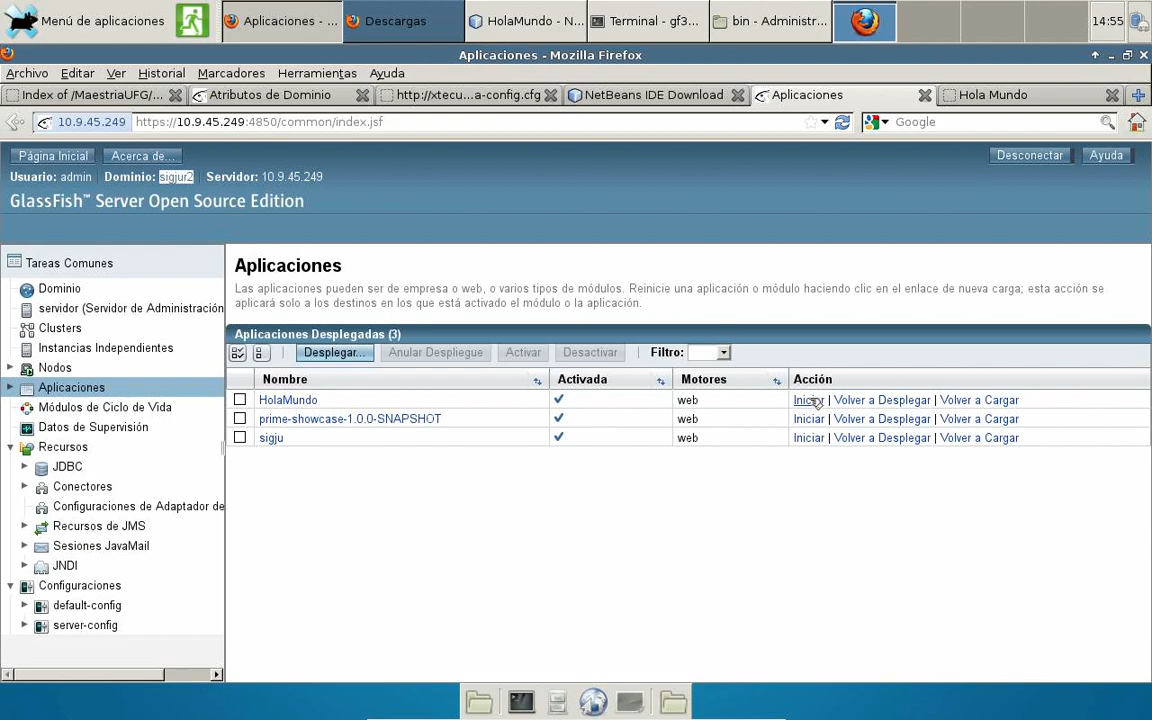 Menú de aplicaciones
Aplicaciones - ...
Descargas
HolaMundo - N...
Terminal - gf3...
bin - Administr...
14:55
Aplicaciones - Mozilla Firefox
Archivo Editar Ver Historial Marcadores Herramientas Ayuda
Index of /MaestriaUFG/...
Atributos de Dominio
http://xtecu...a-config.cfg
NetBeans IDE Download
Aplicaciones
Hola Mundo
10.9.45.249
https://10.9.45.249:4850/common/index.jsf
Google
Página Inicial Acerca de... Desconectar Ayuda
Usuario: admin Dominio: sigjur2 Servidor: 10.9.45.249
GlassFish™ Server Open Source Edition
Tareas Comunes
Dominio
servidor (Servidor de Administración
Clusters
Instancias Independientes
Nodos
Aplicaciones
Módulos de Ciclo de Vida
Datos de Supervisión
Recursos
JDBC
Conectores
Configuraciones de Adaptador de
Recursos de JMS
Sesiones JavaMail
JNDI
Configuraciones
default-config
server-config
Aplicaciones
Las aplicaciones pueden ser de empresa o web, o varios tipos de módulos. Reinicie una aplicación o módulo haciendo clic en el enlace de nueva carga; esta acción se
aplicará solo a los destinos en los que está activado el módulo o la aplicación.
Aplicaciones Desplegadas (3)
Desplegar... Anular Despliegue Activar Desactivar Filtro:
Nombre Activada Motores Acción
HolaMundo web Iniciar | Volver a Desplegar | Volver a Cargar
prime-showcase-1.0.0-SNAPSHOT web Iniciar | Volver a Desplegar | Volver a Cargar
sigju web Iniciar | Volver a Desplegar | Volver a Cargar